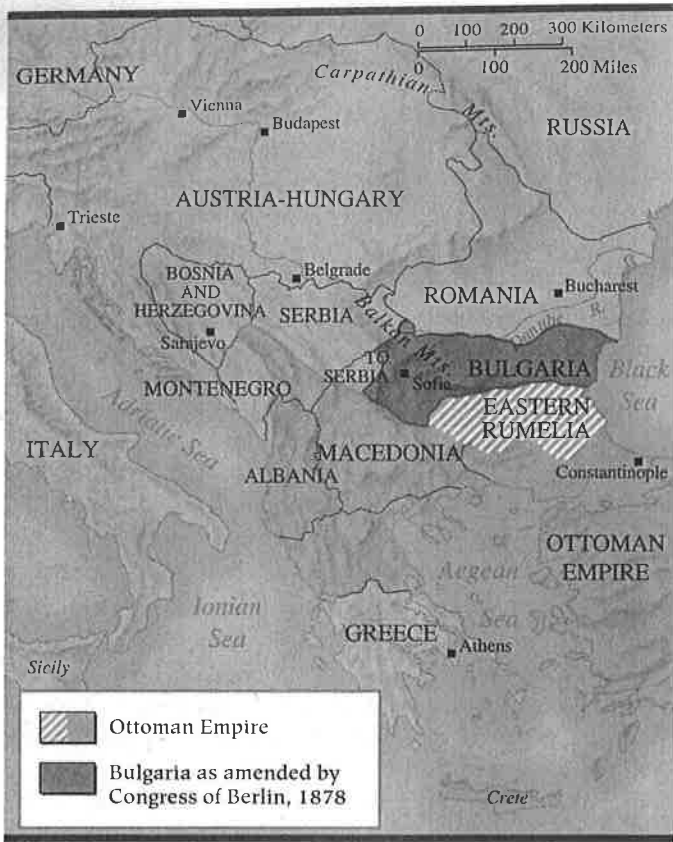 0 100 200 300 Kilometers
0 100 200 Miles
GERMANY
Carpathian Mts.
RUSSIA
Vienna
Budapest
AUSTRIA-HUNGARY
Trieste
BOSNIA
AND
HERZEGOVINA
Belgrade
SERBIA
ROMANIA
Bucharest
Danube R.
Sarajevo
Balkan Mts.
TO
SERBIA
Sofia
BULGARIA
Black
Sea
MONTENEGRO
EASTERN
RUMELIA
Adriatic Sea
ITALY
MACEDONIA
ALBANIA
Constantinople
OTTOMAN
EMPIRE
Aegean
Sea
Ionian
Sea
GREECE
Athens
Sicily
Ottoman Empire
Bulgaria as amended by
Congress of Berlin, 1878
Crete